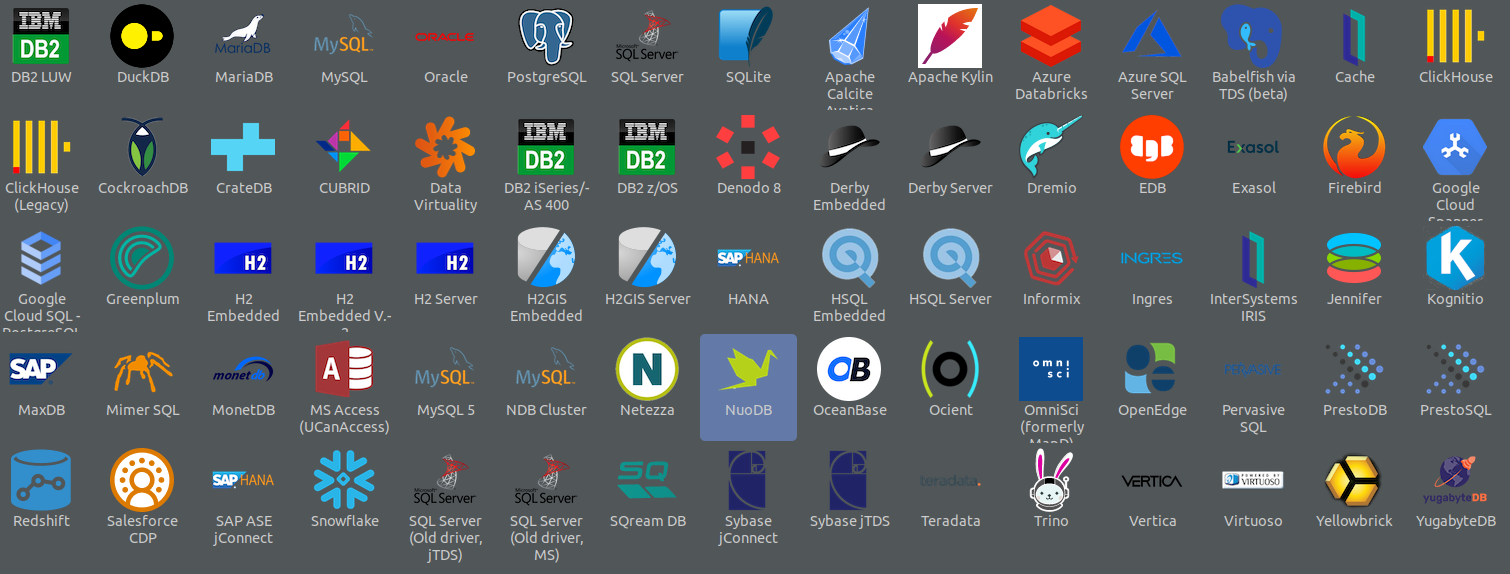 IBM
DB2
DB2 LUW
DuckDB
MariaDB
MariaDB
MySQL
MySQL
ORACLE
Oracle
PostgreSQL
Microsoft
SQL Server
SQL Server
SQLite
Apache
Calcite
Avatica
Apache Kylin
Azure
Databricks
Azure SQL
Server
Babelfish via
TDS (beta)
Cache
ClickHouse
ClickHouse
(Legacy)
CockroachDB
CrateDB
CUBRID
Data
Virtuality
IBM
DB2
DB2 iSeries/-
AS 400
IBM
DB2
DB2 z/OS
Denodo 8
Derby
Embedded
Derby Server
Dremio
EDB
Exasol
Exasol
Firebird
Google
Cloud
Spanner
Google
Cloud SQL -
PostgreSQL
Greenplum
H2
H2
Embedded
H2
H2
Embedded V.-
2
H2
H2 Server
H2GIS
Embedded
H2GIS Server
SAP HANA
HANA
HSQL
Embedded
HSQL Server
Informix
INGRES
Ingres
InterSystems
IRIS
Jennifer
K
Kognitio
SAP
MaxDB
Mimer SQL
monetdb
MonetDB
A
MS Access
(UCanAccess)
MySQL
MySQL 5
MySQL
NDB Cluster
N
Netezza
NuoDB
OB
OceanBase
Ocient
omni
sci
OmniSci
(formerly
MapD)
OpenEdge
PERVASIVE
Pervasive
SQL
PrestoDB
PrestoSQL
Redshift
Salesforce
CDP
SAP HANA
SAP ASE
jConnect
Snowflake
Microsoft
SQL Server
SQL Server
(Old driver,
jTDS)
Microsoft
SQL Server
SQL Server
(Old driver,
MS)
SQ
SQream DB
Sybase
jConnect
Sybase jTDS
teradata.
Teradata
Trino
VERTICA
Vertica
POWERED BY
VIRTUOSO
Virtuoso
Yellowbrick
yugabyteDB
YugabyteDB